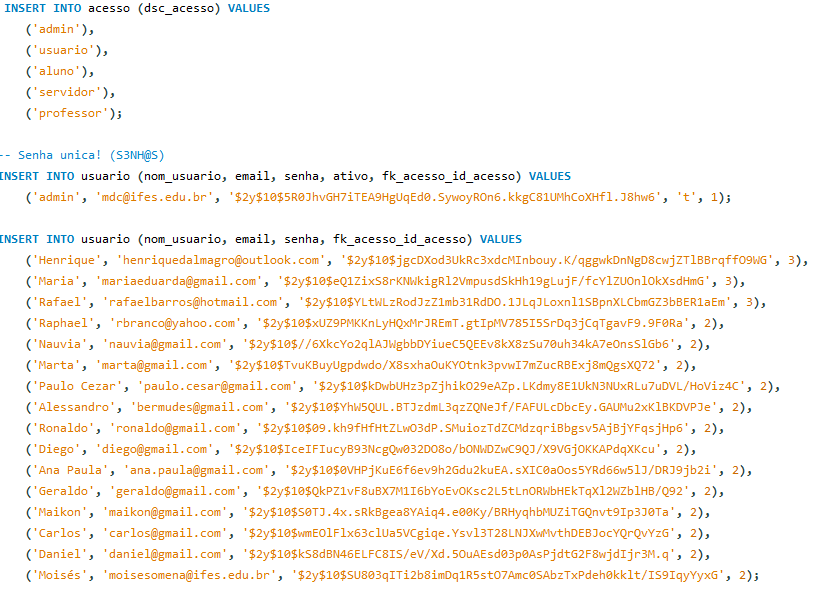 INSERT INTO acesso (dsc_acesso) VALUES
('admin'),
('usuario'),
('aluno'),
('servidor'),
('professor');
-- Senha unica! (S3NH@S)
INSERT INTO usuario (nom_usuario, email, senha, ativo, fk_acesso_id_acesso) VALUES
('admin', 'mdc@ifes.edu.br', '$2y$10$5R0JhvGH7iTEA9HgUqEd0.SywoyROn6.kkgC81UMhCoXHfl.J8hw6', 't', 1);
INSERT INTO usuario (nom_usuario, email, senha, fk_acesso_id_acesso) VALUES
('Henrique', 'henriquedalmagro@outlook.com', '$2y$10$jgcDXod3UkRc3xdcMInbouy.K/qggwkDnNgD8cwjZTlBBrqffO9WG', 3),
('Maria', 'mariaeduarda@gmail.com', '$2y$10$eQ1ZixS8rKNWkigRl2VmpusdSkHh19gLujF/fcYlZUOnlOkXsdHmG', 3),
('Rafael', 'rafaelbarros@hotmail.com', '$2y$10$YLtWLzRodJzZ1mb31RdDO.1JLqJLoxnl1SBpnXLCbmGZ3bBER1aEm', 3),
('Raphael', 'rbranco@yahoo.com', '$2y$10$xUZ9PMKKnLyHQxMrJREmT.gtIpMV785I5SrDq3jCqTgavF9.9F0Ra', 2),
('Nauvia', 'nauvia@gmail.com', '$2y$10$//6XkcYo2qlAJWgbbDYiueC5QEEv8kX8zSu70uh34kA7eOnsSlGb6', 2),
('Marta', 'marta@gmail.com', '$2y$10$TvuKBuyUgpdwdo/X8sxhaOuKYOtnk3pvwI7mZucRBExj8mQgsXQ72', 2),
('Paulo Cezar', 'paulo.cesar@gmail.com', '$2y$10$kDwbUHz3pZjhikO29eAZp.LKdmy8E1UkN3NUxRLu7uDVL/HoViz4C', 2),
('Alessandro', 'bermudes@gmail.com', '$2y$10$YhW5QUL.BTJzdmL3qzZQNeJf/FAFULcDbcEy.GAUMu2xKlBKDVPJe', 2),
('Ronaldo', 'ronaldo@gmail.com', '$2y$10$09.kh9fHfHtZLwO3dP.SMuiozTdZCMdzqriBbgsv5AjBjYFqsjHp6', 2),
('Diego', 'diego@gmail.com', '$2y$10$IceIFIucyB93NcgQw032DO8o/bONWDZwC9QJ/X9VGjOKKAPdqXKcu', 2),
('Ana Paula', 'ana.paula@gmail.com', '$2y$10$0VHPjKuE6f6ev9h2Gdu2kuEA.sXIC0aOos5YRd66w5lJ/DRJ9jb2i', 2),
('Geraldo', 'geraldo@gmail.com', '$2y$10$QkPZ1vF8uBX7M1I6bYoEvOKsc2L5tLnORWbHEkTqXl2WZblHB/Q92', 2),
('Maikon', 'maikon@gmail.com', '$2y$10$S0TJ.4x.sRkBgea8YAiq4.e00Ky/BRHyqhbMUZiTGQnvt9Ip3J0Ta', 2),
('Carlos', 'carlos@gmail.com', '$2y$10$wmEOlFlx63clUa5VCgiqe.Ysvl3T28LNJXwMvthDEBJocYQrQvYzG', 2),
('Daniel', 'daniel@gmail.com', '$2y$10$kS8dBN46ELFC8IS/eV/Xd.5OuAEsd03p0AsPjdtG2F8wjdIjr3M.q', 2),
('Moisés', 'moisesomena@ifes.edu.br', '$2y$10$SU803qITi2b8imDq1R5stO7Amc0SAbzTxPdeh0kklt/IS9IqyYyxG', 2);